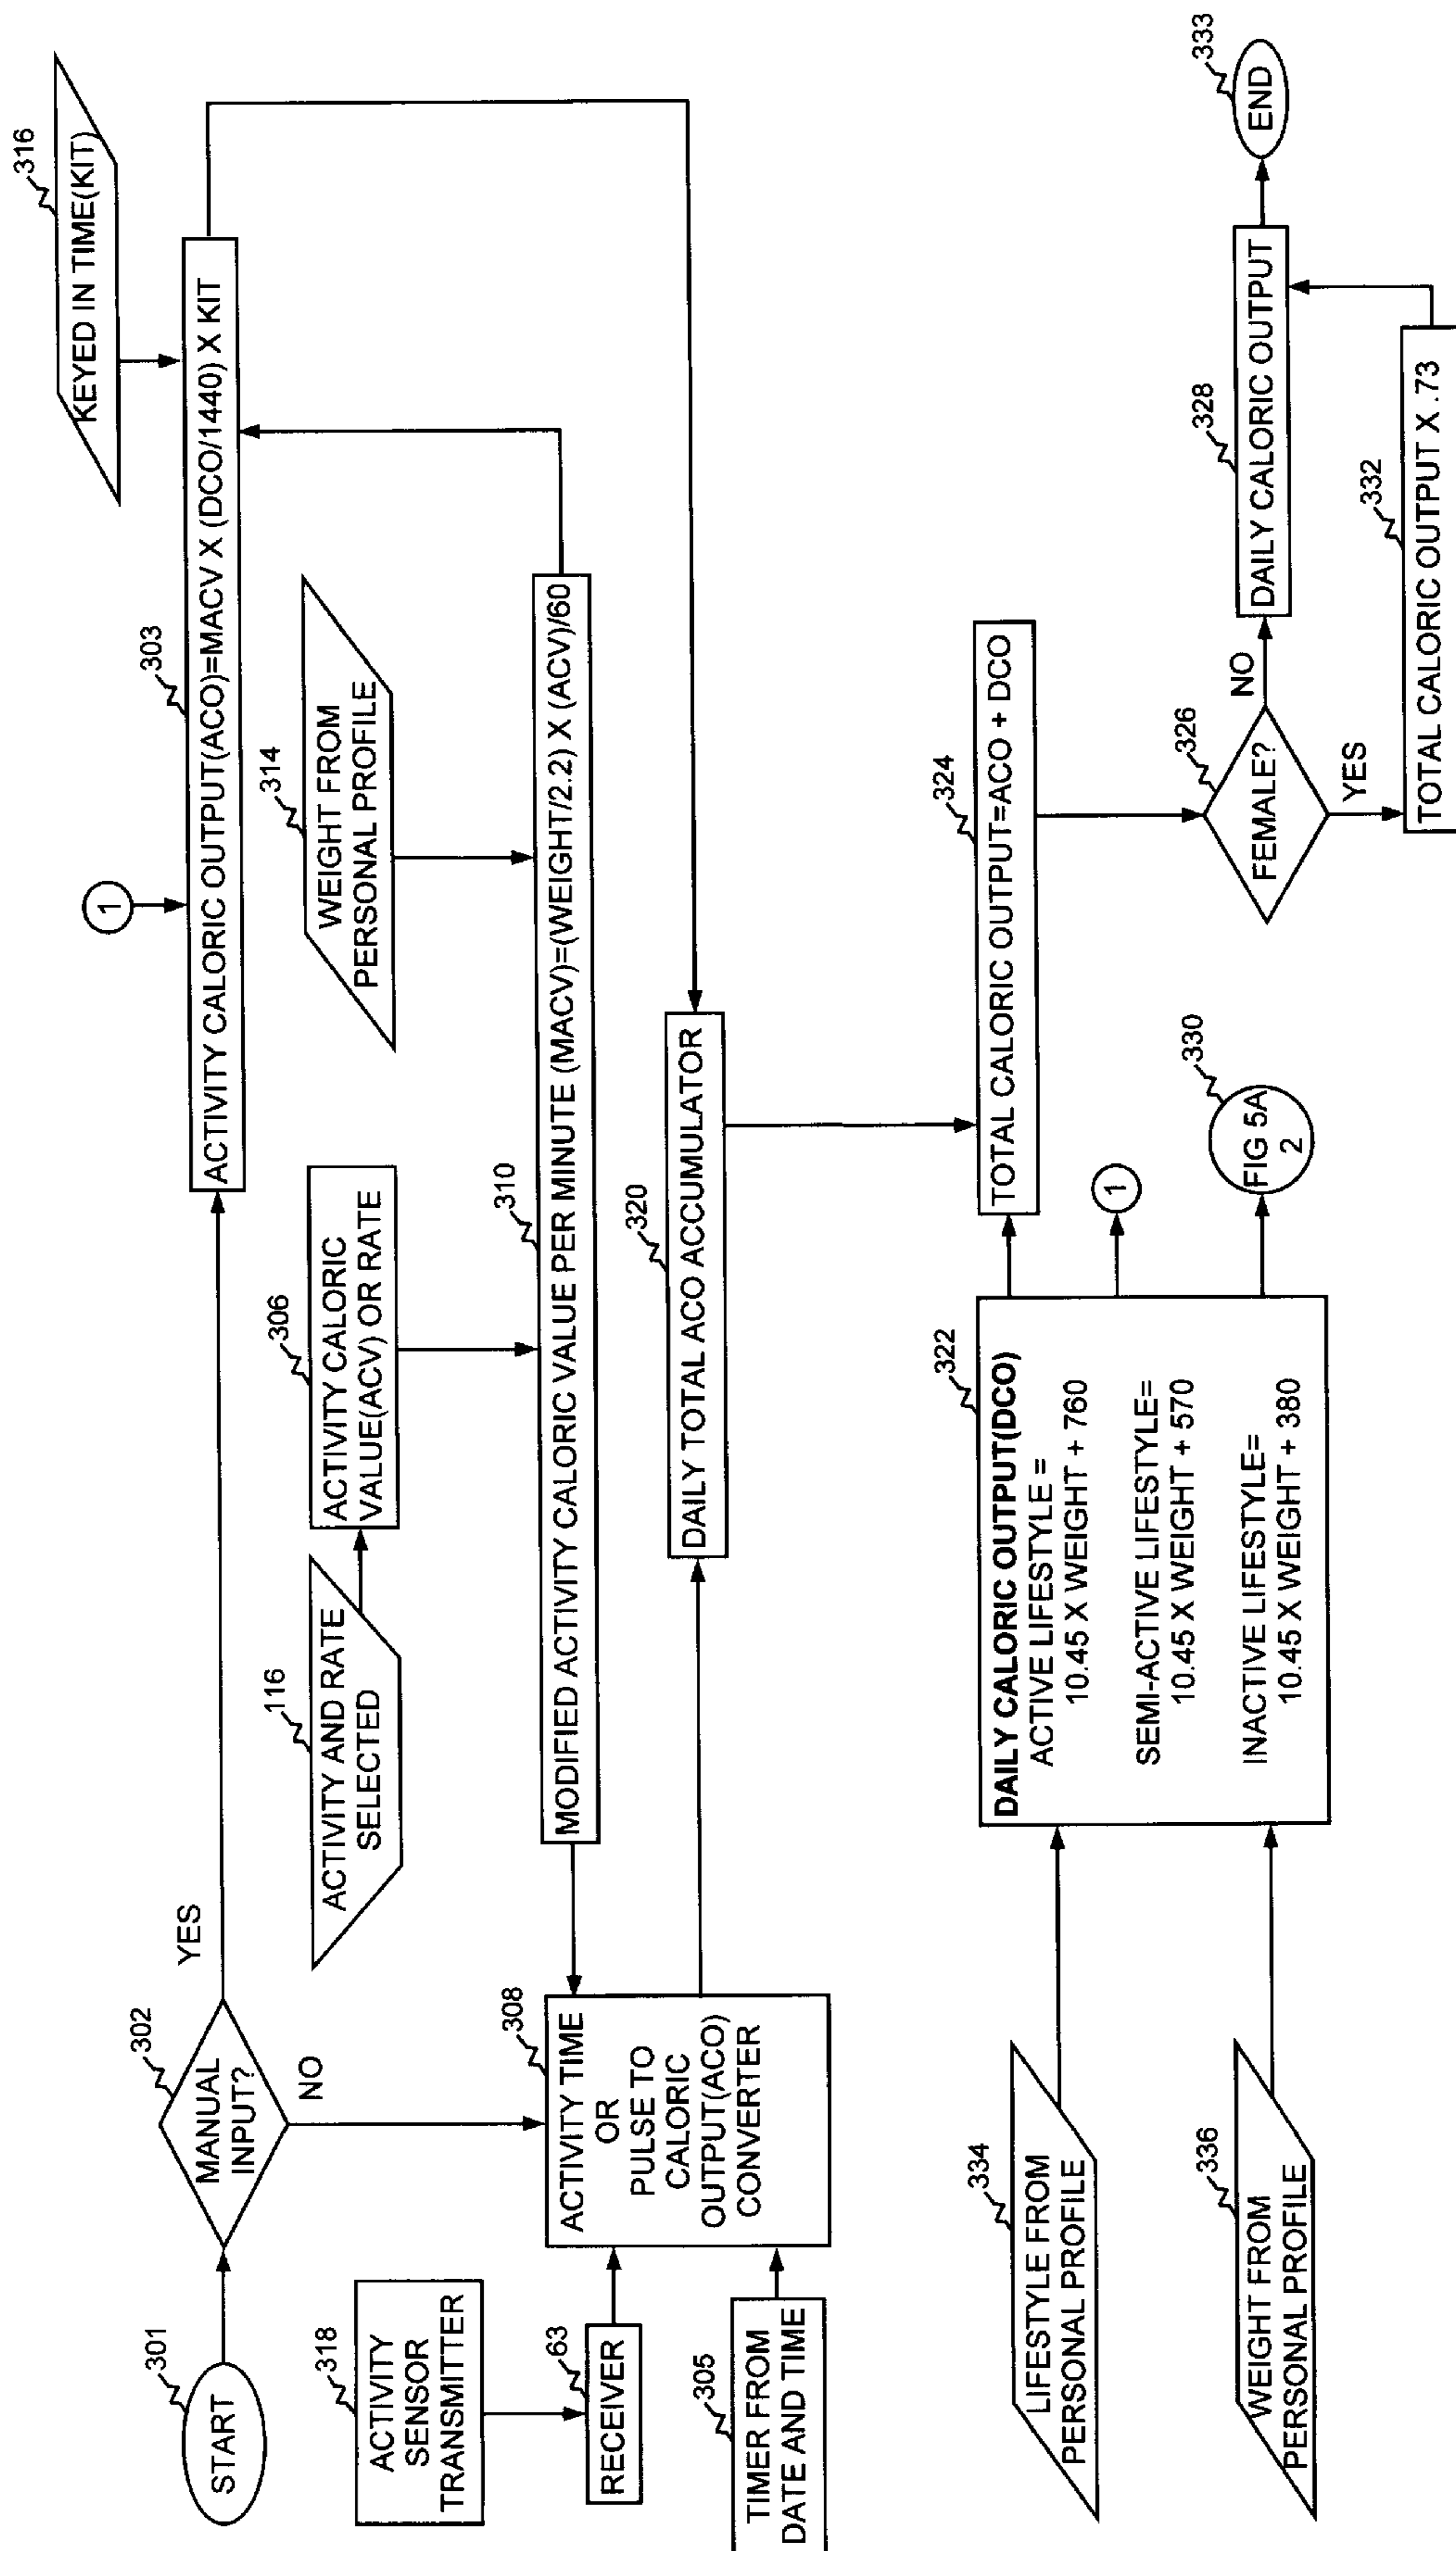 301
START
302
MANUAL
INPUT?
YES
NO
1
303
ACTIVITY CALORIC OUTPUT(ACO)=MACV X (DCO/1440) X KIT
316
KEYED IN TIME(KIT)
116
ACTIVITY AND RATE
SELECTED
306
ACTIVITY CALORIC
VALUE(ACV) OR RATE
314
WEIGHT FROM
PERSONAL PROFILE
310
MODIFIED ACTIVITY CALORIC VALUE PER MINUTE (MACV)=(WEIGHT/2.2) X (ACV)/60
318
ACTIVITY
SENSOR
TRANSMITTER
63
RECEIVER
305
TIMER FROM
DATE AND TIME
308
ACTIVITY TIME
OR
PULSE TO
CALORIC
OUTPUT(ACO)
CONVERTER
320
DAILY TOTAL ACO ACCUMULATOR
334
LIFESTYLE FROM
PERSONAL PROFILE
336
WEIGHT FROM
PERSONAL PROFILE
322
DAILY CALORIC OUTPUT(DCO)
ACTIVE LIFESTYLE =
10.45 X WEIGHT + 760
SEMI-ACTIVE LIFESTYLE=
10.45 X WEIGHT + 570
INACTIVE LIFESTYLE=
10.45 X WEIGHT + 380
324
TOTAL CALORIC OUTPUT=ACO + DCO
1
330
FIG 5A
2
326
FEMALE?
NO
YES
328
DAILY CALORIC OUTPUT
333
END
332
TOTAL CALORIC OUTPUT X .73